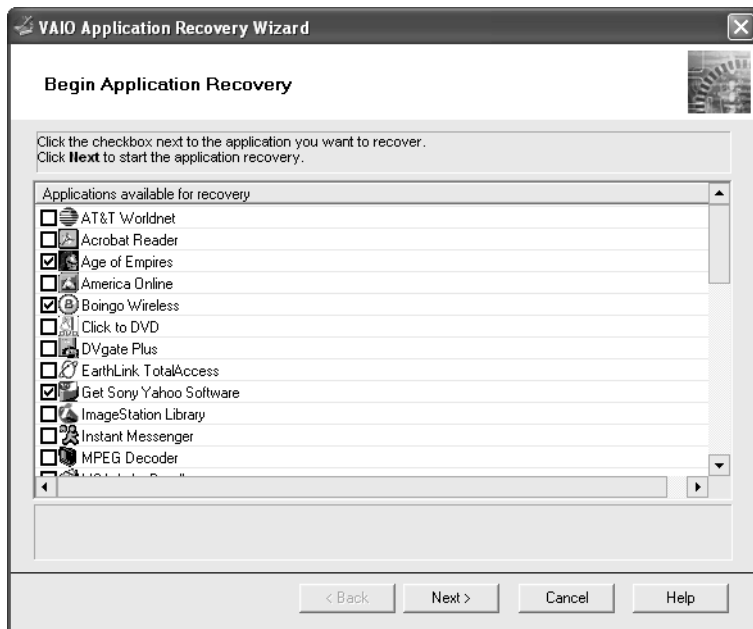 VAIO Application Recovery Wizard
Begin Application Recovery
Click the checkbox next to the application you want to recover.
Click Next to start the application recovery.
Applications available for recovery
AT&T Worldnet
Acrobat Reader
Age of Empires
America Online
Boingo Wireless
Click to DVD
DVgate Plus
EarthLink TotalAccess
Get Sony Yahoo Software
ImageStation Library
Instant Messenger
MPEG Decoder
< Back
Next >
Cancel
Help